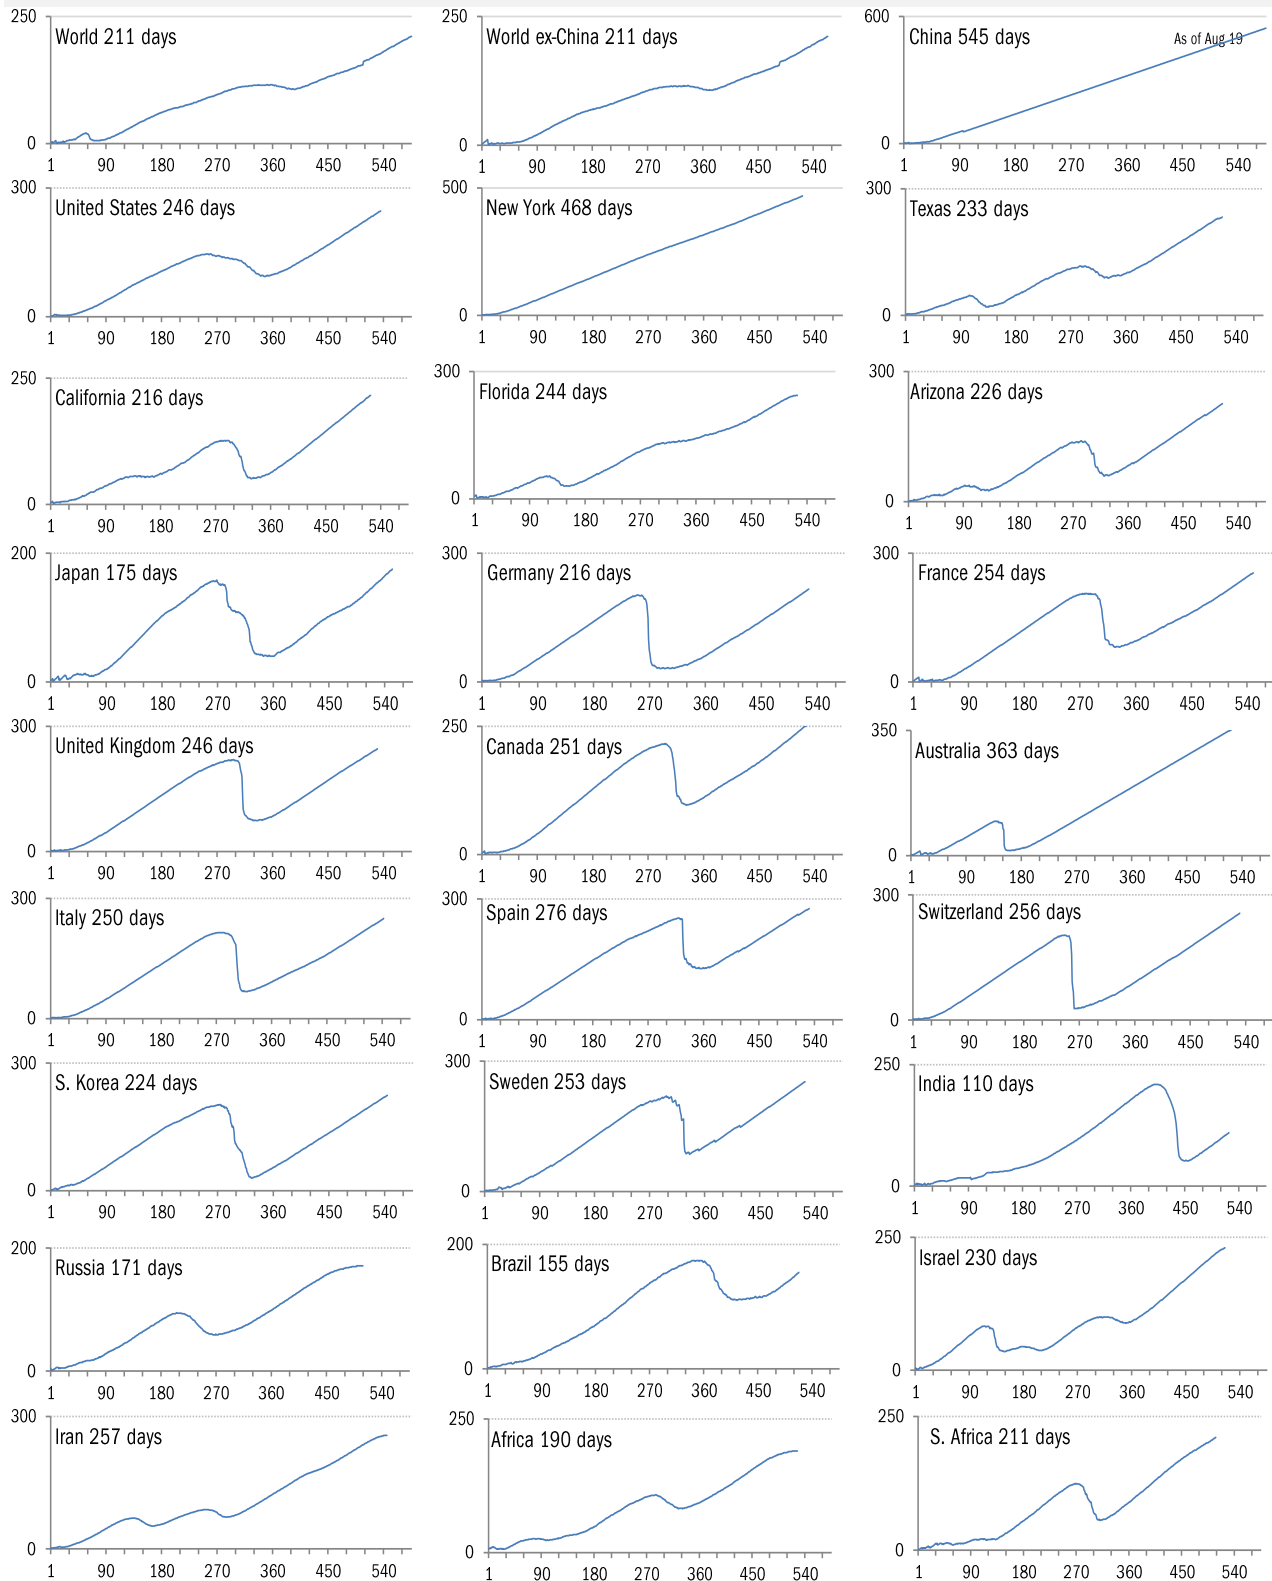 250 250 600
World 211 days World ex-China 211 days China 545 days
As of Aug 19
0 0 0
1 90 180 270 360 450 540 1 90 180 270 360 450 540 1 90 180 270 360 450 540
300 500 300
United States 246 days New York 468 days Texas 233 days
0 0 0
1 90 180 270 360 450 540 1 90 180 270 360 450 540 1 90 180 270 360 450 540
250 300 300
California 216 days Florida 244 days Arizona 226 days
0 0 0
1 90 180 270 360 450 540 1 90 180 270 360 450 540 1 90 180 270 360 450 540
200 300 300
Japan 175 days Germany 216 days France 254 days
0 0 0
1 90 180 270 360 450 540 1 90 180 270 360 450 540 1 90 180 270 360 450 540
300 250 350
United Kingdom 246 days Canada 251 days Australia 363 days
0 0 0
1 90 180 270 360 450 540 1 90 180 270 360 450 540 1 90 180 270 360 450 540
300 300 300
Italy 250 days Spain 276 days Switzerland 256 days
0 0 0
1 90 180 270 360 450 540 1 90 180 270 360 450 540 1 90 180 270 360 450 540
300 300 250
S. Korea 224 days Sweden 253 days India 110 days
0 0 0
1 90 180 270 360 450 540 1 90 180 270 360 450 540 1 90 180 270 360 450 540
200 200 250
Russia 171 days Brazil 155 days Israel 230 days
0 0 0
1 90 180 270 360 450 540 1 90 180 270 360 450 540 1 90 180 270 360 450 540
300 250 250
Iran 257 days Africa 190 days S. Africa 211 days
0 0 0
1 90 180 270 360 450 540 1 90 180 270 360 450 540 1 90 180 270 360 450 540